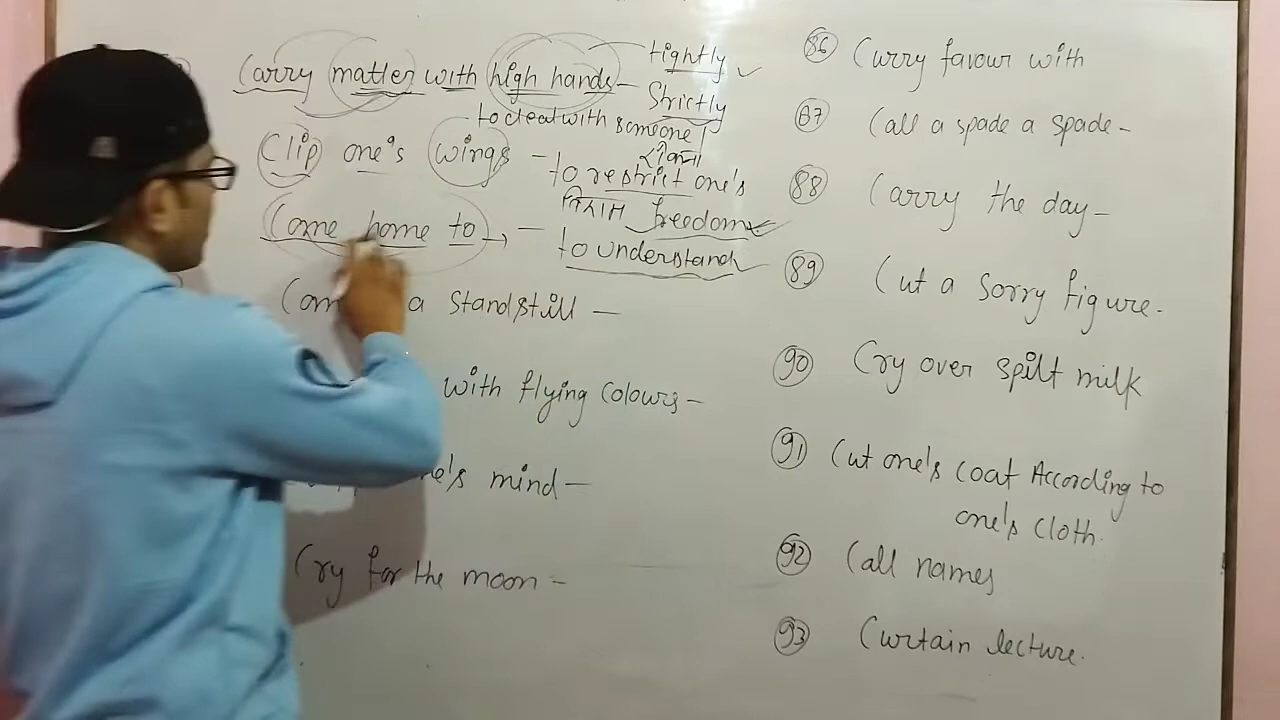 Carry matter with high hands - tightly
Strictly
- to deal with someone
Clip one's wings - to restrict one's
freedom
Come home to, - to understand
Com a Standstill -
with flying colours -
one's mind -
Cry for the moon -
86 Curry favour with
87 Call a spade a spade -
88 Carry the day -
89 Cut a Sorry figure.
90 Cry over spilt milk
91 Cut one's coat According to
one's cloth.
92 Call names
93 Curtain lecture.